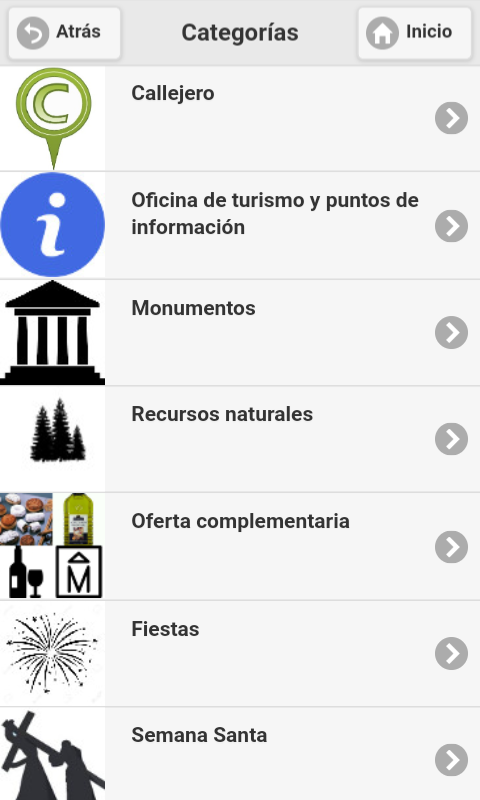 Atrás
Categorías
Inicio
C
Callejero
i
Oficina de turismo y puntos de
información
Monumentos
Recursos naturales
Oferta complementaria
M
Fiestas
Semana Santa